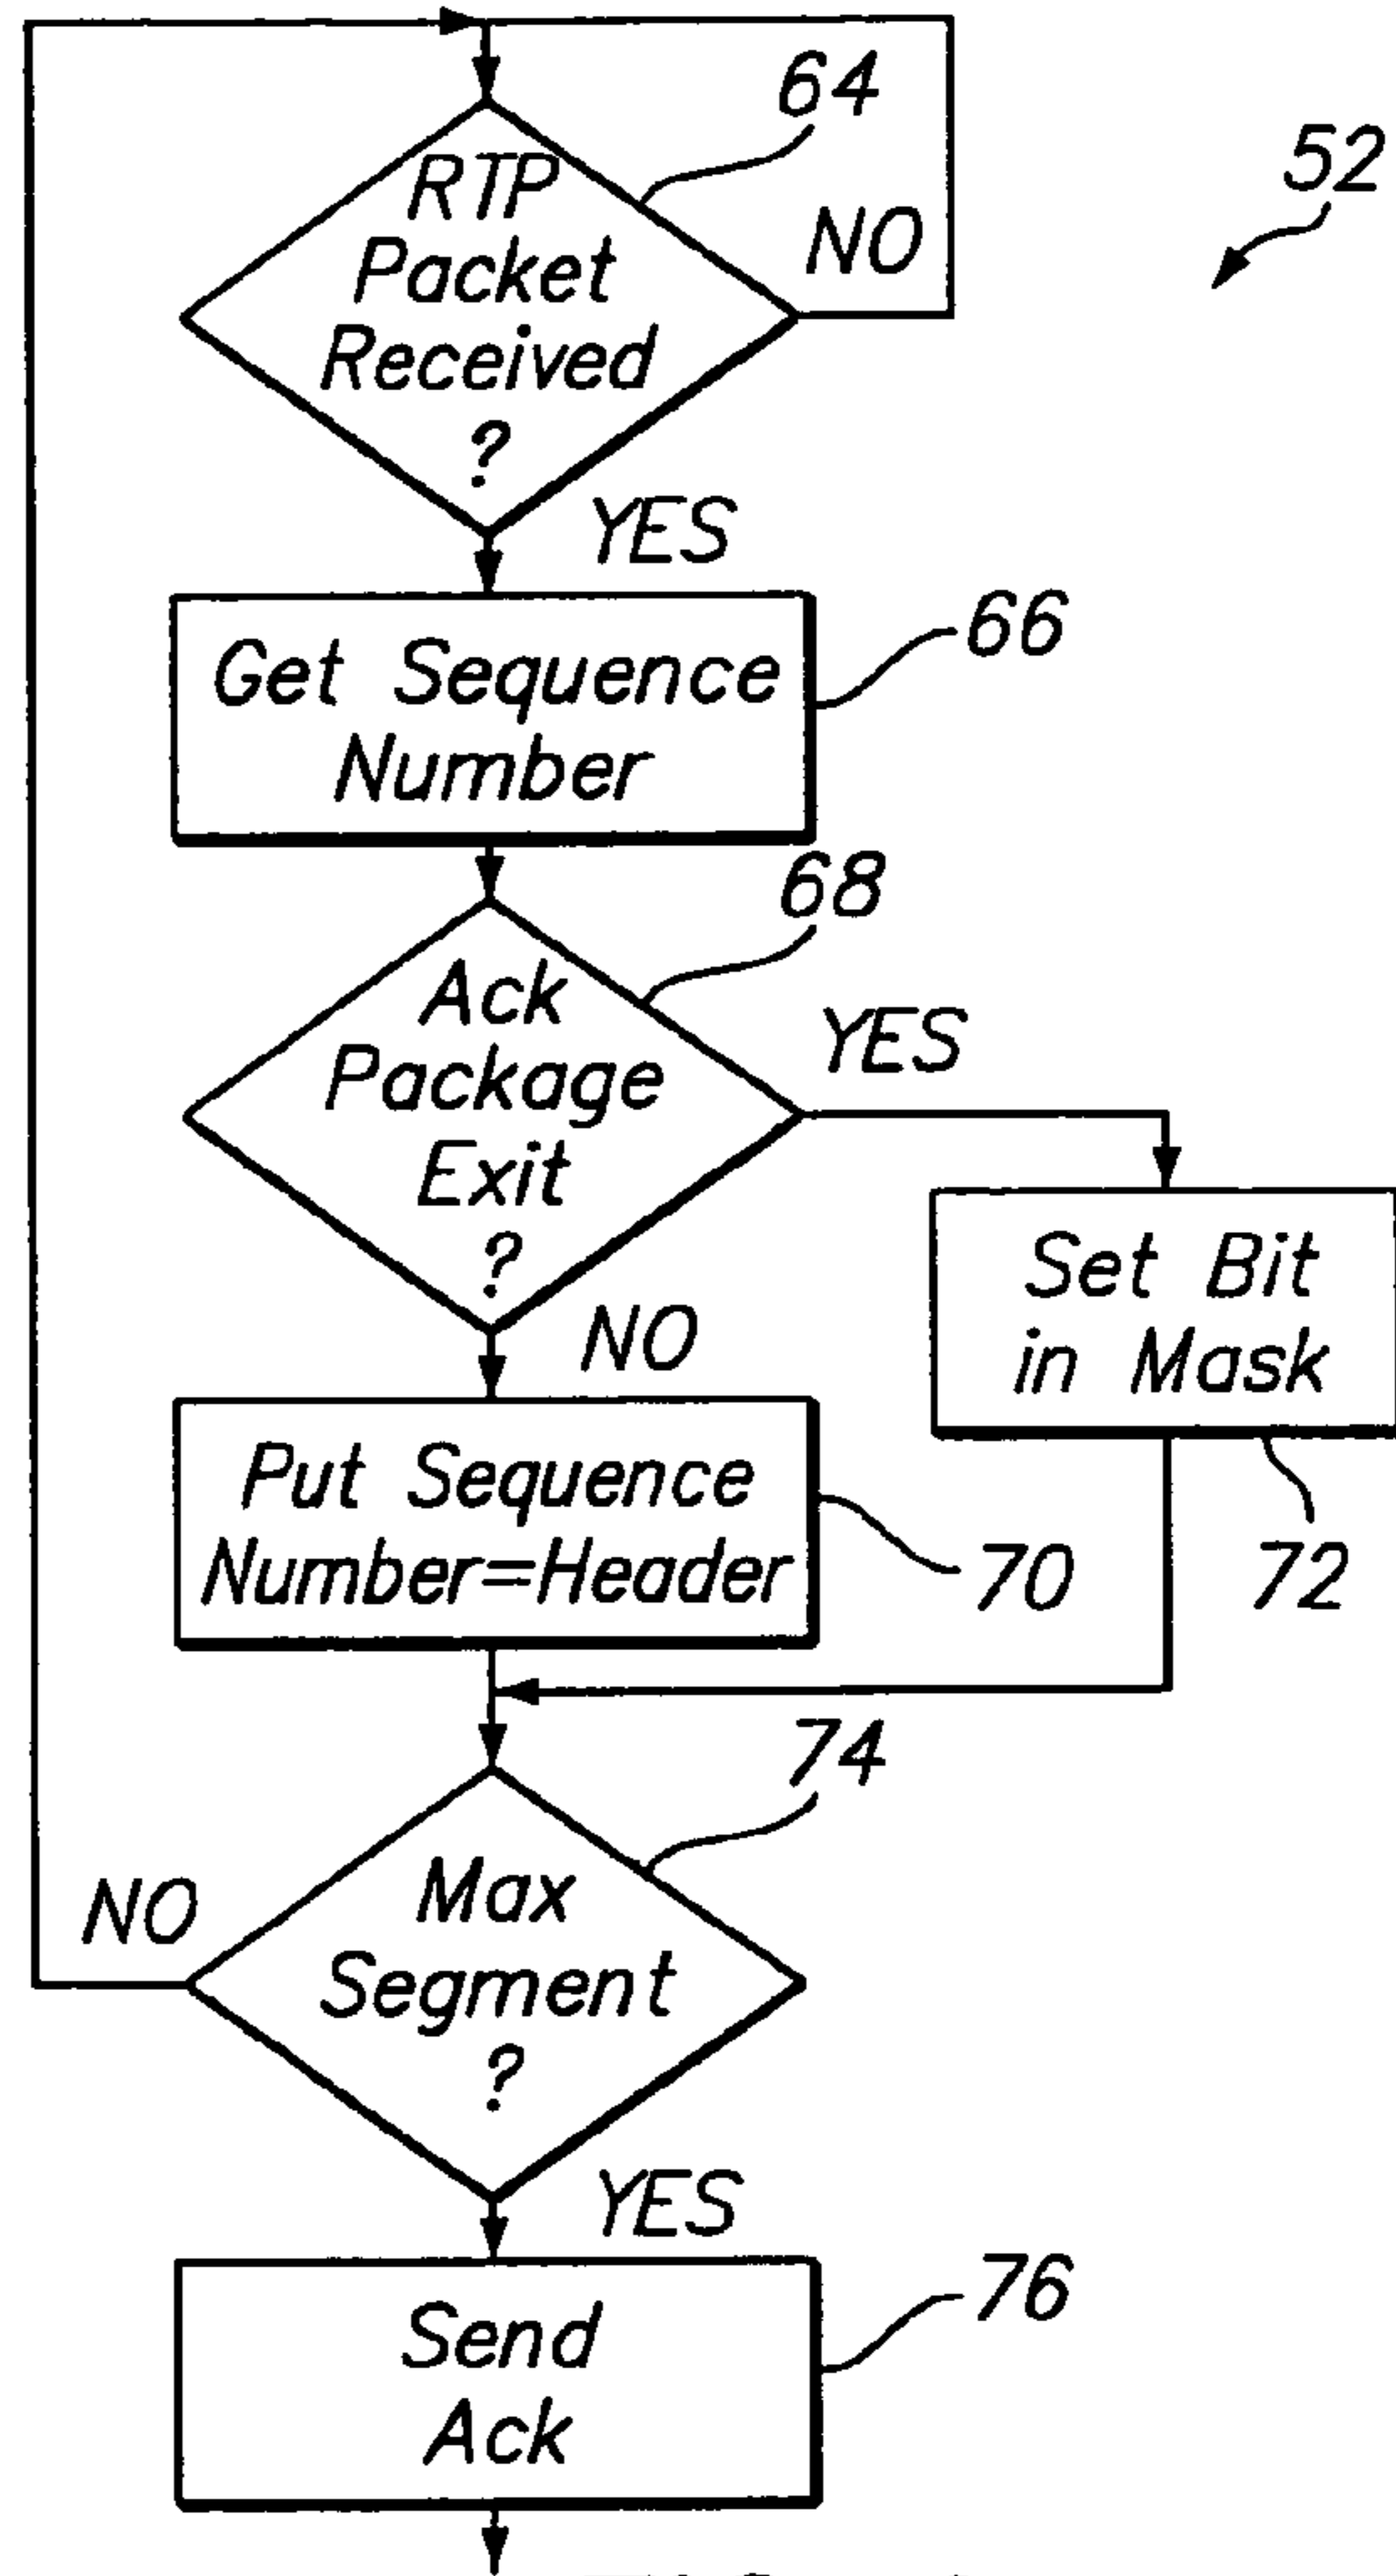 64
52
RTP
Packet
Received
?
NO
YES
Get Sequence
Number
66
68
Ack
Package
Exit
?
YES
NO
Set Bit
in Mask
72
Put Sequence
Number=Header
70
74
Max
Segment
?
NO
YES
Send
Ack
76